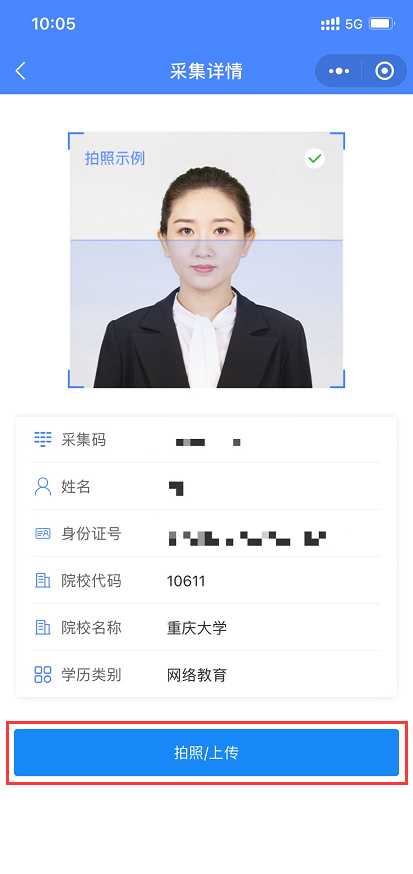 10:05
5G
采集详情
拍照示例
采集码
姓名
身份证号
院校代码 10611
院校名称 重庆大学
学历类别 网络教育
拍照/上传